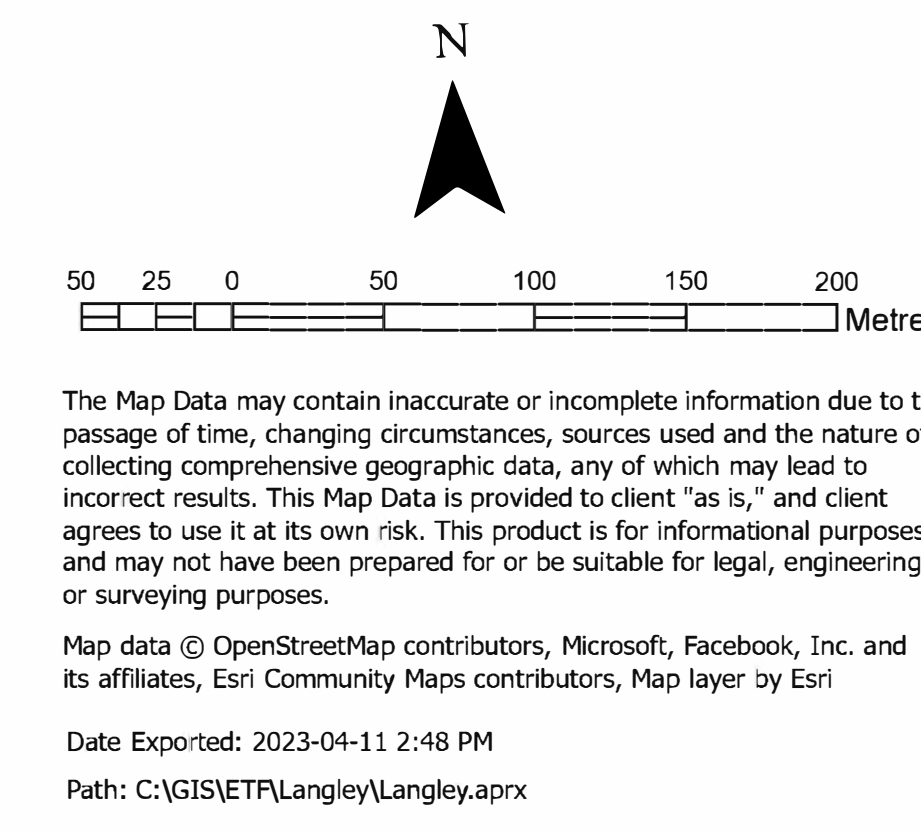 N
50 25 0 50 100 150 200
Metre
The Map Data may contain inaccurate or incomplete information due to t
passage of time, changing circumstances, sources used and the nature of
collecting comprehensive geographic data, any of which may lead to
incorrect results. This Map Data is provided to client "as is," and client
agrees to use it at its own risk. This product is for informational purposes
and may not have been prepared for or be suitable for legal, engineering
or surveying purposes.
Map data © OpenStreetMap contributors, Microsoft, Facebook, Inc. and
its affiliates, Esri Community Maps contributors, Map layer by Esri
Date Exported: 2023-04-11 2:48 PM
Path: C:\GIS\ETF\Langley\Langley.aprx